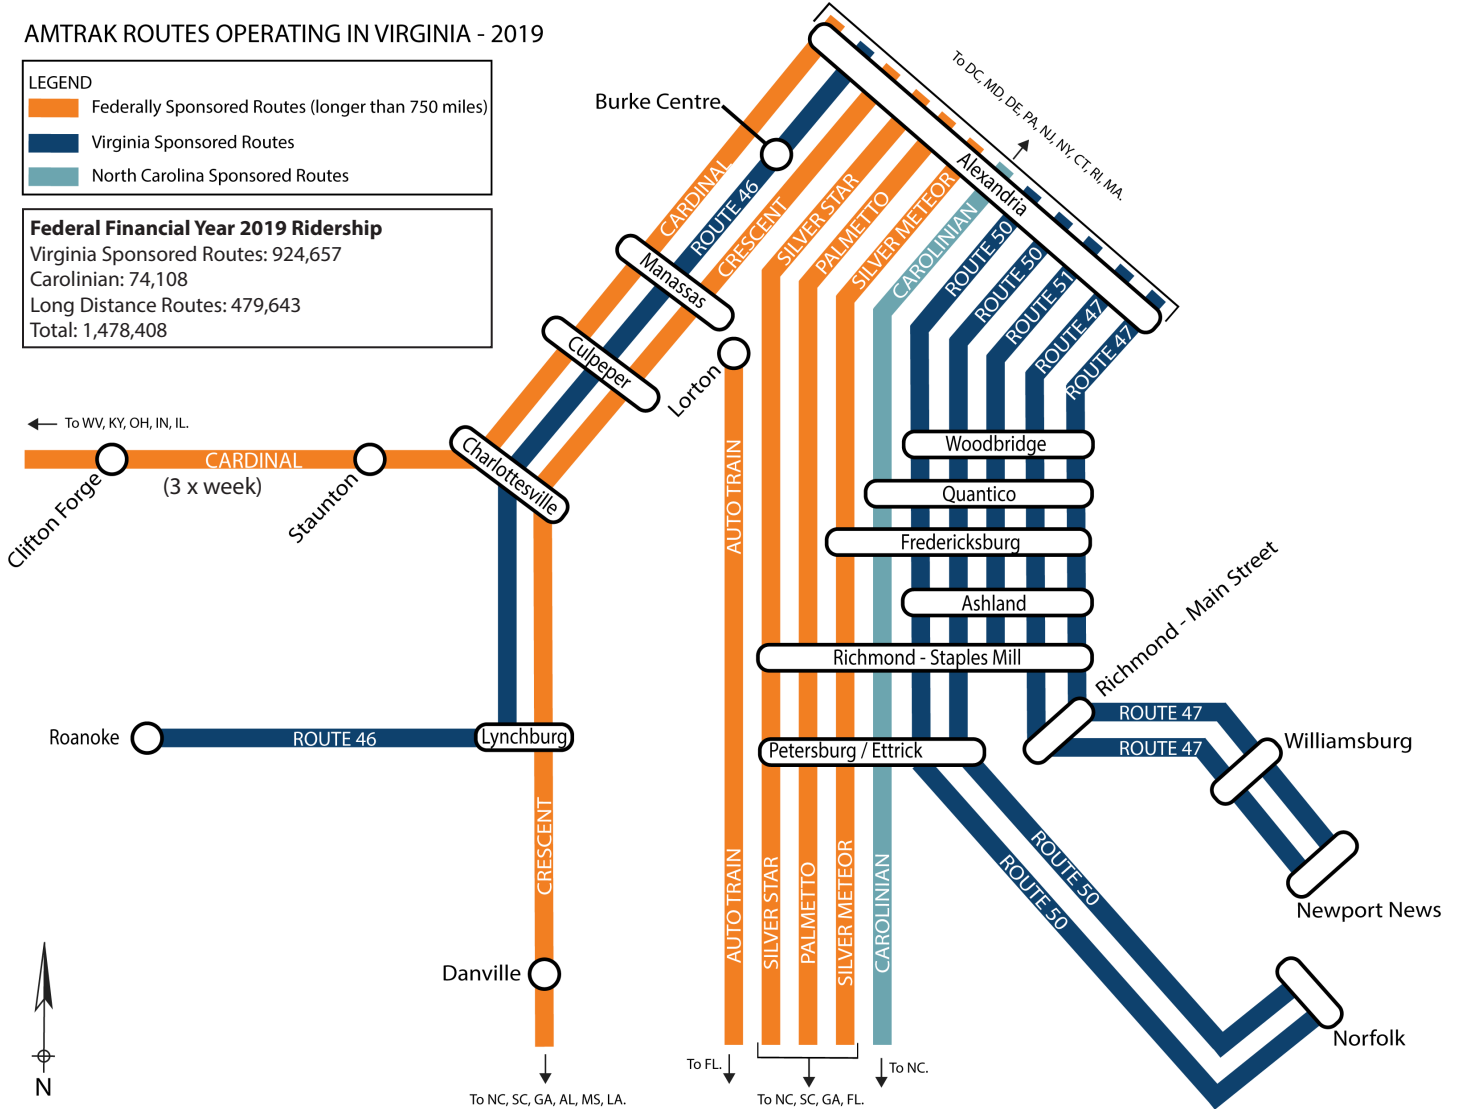 AMTRAK ROUTES OPERATING IN VIRGINIA - 2019
LEGEND
Federally Sponsored Routes (longer than 750 miles)
Virginia Sponsored Routes
North Carolina Sponsored Routes
Federal Financial Year 2019 Ridership
Virginia Sponsored Routes: 924,657
Carolinian: 74,108
Long Distance Routes: 479,643
Total: 1,478,408
To DC, MD, DE, PA, NJ, NY, CT, RI, MA.
Burke Centre
Alexandria
CARDINAL
ROUTE 46
CRESCENT
SILVER STAR
PALMETTO
SILVER METEOR
CAROLINIAN
ROUTE 50
ROUTE 50
ROUTE 51
ROUTE 47
ROUTE 47
Manassas
Culpeper
Lorton
Charlottesville
To WV, KY, OH, IN, IL.
CARDINAL
(3 x week)
Clifton Forge
Staunton
AUTO TRAIN
Woodbridge
Quantico
Fredericksburg
Ashland
Richmond - Staples Mill
Richmond - Main Street
ROUTE 47
ROUTE 47
Williamsburg
Newport News
Roanoke
ROUTE 46
Lynchburg
Petersburg / Ettrick
CRESCENT
AUTO TRAIN
SILVER STAR
PALMETTO
SILVER METEOR
CAROLINIAN
ROUTE 50
ROUTE 50
Danville
Norfolk
N
To NC, SC, GA, AL, MS, LA.
To FL.
To NC, SC, GA, FL.
To NC.